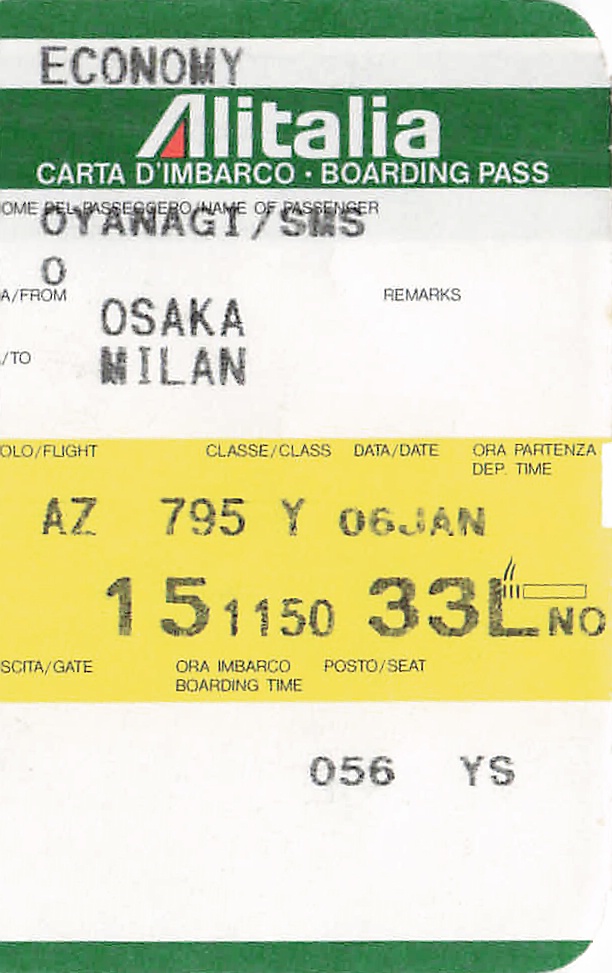 ECONOMY
Alitalia
CARTA D'IMBARCO · BOARDING PASS
OME DEL PASSEGGERO/NAME OF PASSENGER
OYANAGI/SMS
O
A/FROM
REMARKS
OSAKA
/TO
MILAN
OLO/FLIGHT CLASSE/CLASS DATA/DATE ORA PARTENZA
DEP. TIME
AZ 795 Y 06JAN
15 1150 33L NO
SCITA/GATE ORA IMBARCO POSTO/SEAT
BOARDING TIME
056 YS